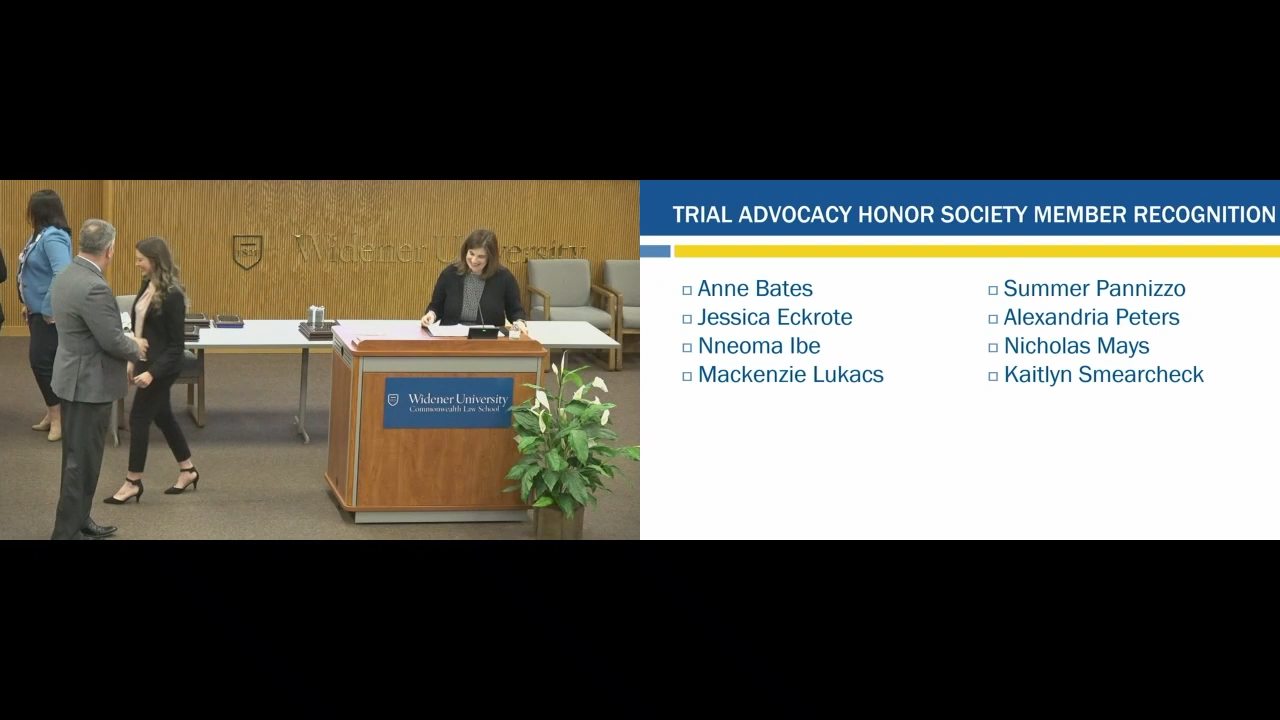 1821
Widener University
Widener University
Commonwealth Law School
TRIAL ADVOCACY HONOR SOCIETY MEMBER RECOGNITION
Anne Bates
Jessica Eckrote
Nneoma Ibe
Mackenzie Lukacs
Summer Pannizzo
Alexandria Peters
Nicholas Mays
Kaitlyn Smearcheck